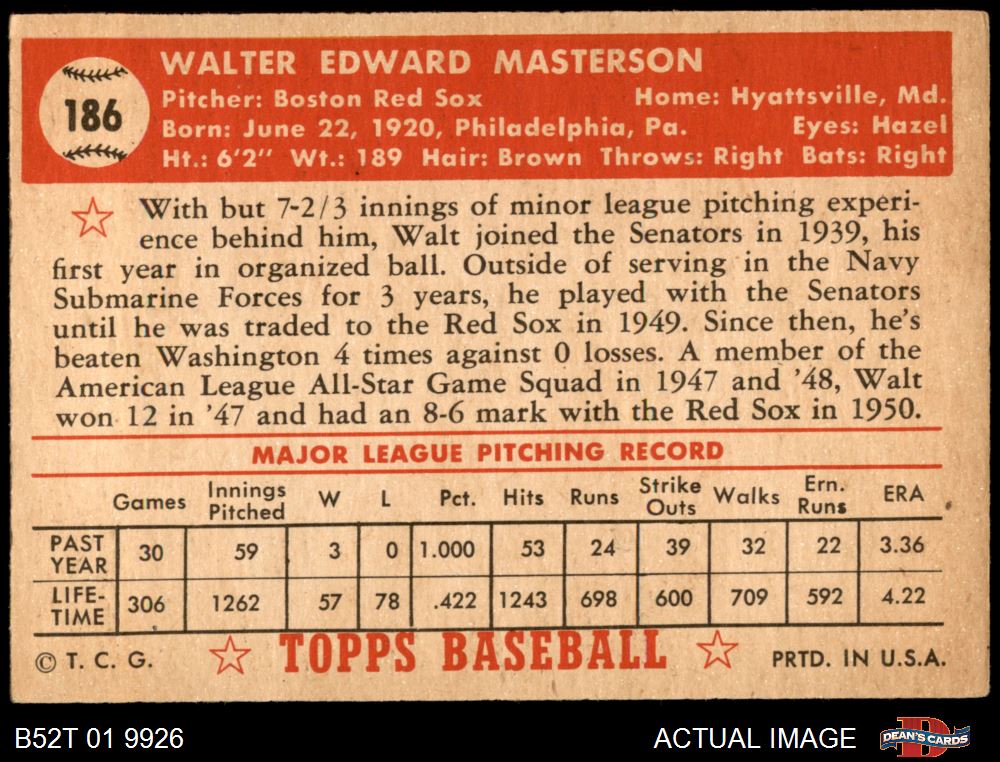 186
WALTER EDWARD MASTERSON
Pitcher: Boston Red Sox Home: Hyattsville, Md.
Born: June 22, 1920, Philadelphia, Pa. Eyes: Hazel
Ht.: 6'2" Wt.: 189 Hair: Brown Throws: Right Bats: Right
With but 7-2/3 innings of minor league pitching experi-
ence behind him, Walt joined the Senators in 1939, his
first year in organized ball. Outside of serving in the Navy
Submarine Forces for 3 years, he played with the Senators
until he was traded to the Red Sox in 1949. Since then, he's
beaten Washington 4 times against 0 losses. A member of the
American League All-Star Game Squad in 1947 and '48, Walt
won 12 in '47 and had an 8-6 mark with the Red Sox in 1950.
MAJOR LEAGUE PITCHING RECORD
Games Innings Pitched W L Pct. Hits Runs Strike Outs Walks Ern. Runs ERA
PAST YEAR 30 59 3 0 1.000 53 24 39 32 22 3.36
LIFE-TIME 306 1262 57 78 .422 1243 698 600 709 592 4.22
© T. C. G. TOPPS BASEBALL PRTD. IN U.S.A.
B52T 01 9926 ACTUAL IMAGE D DEAN'S CARDS